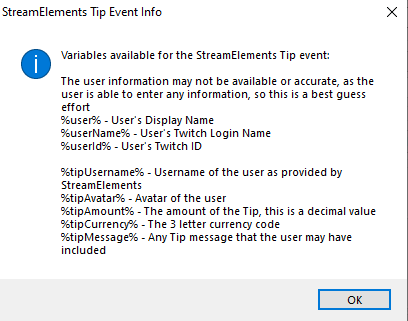 StreamElements Tip Event Info
Variables available for the StreamElements Tip event:
The user information may not be available or accurate, as the
user is able to enter any information, so this is a best guess
effort
%user% - User's Display Name
%userName% - User's Twitch Login Name
%userId% - User's Twitch ID
%tipUsername% - Username of the user as provided by
StreamElements
%tipAvatar% - Avatar of the user
%tipAmount% - The amount of the Tip, this is a decimal value
%tipCurrency% - The 3 letter currency code
%tipMessage% - Any Tip message that the user may have
included
OK